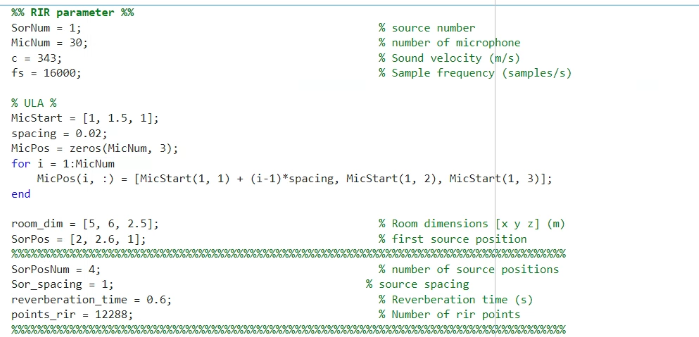 %% RIR parameter %%
SorNum = 1; % source number
MicNum = 30; % number of microphone
c = 343; % Sound velocity (m/s)
fs = 16000; % Sample frequency (samples/s)
% ULA %
MicStart = [1, 1.5, 1];
spacing = 0.02;
MicPos = zeros(MicNum, 3);
for i = 1:MicNum
MicPos(i, :) = [MicStart(1, 1) + (i-1)*spacing, MicStart(1, 2), MicStart(1, 3)];
end
room_dim = [5, 6, 2.5]; % Room dimensions [x y z] (m)
SorPos = [2, 2.6, 1]; % first source position
%%%%%%%%%%%%%%%%%%%%%%%%%%%%%%%%%%%%%%%%%%%%%%%%%%%%%%%%%%%%%%%%%%%%%%%%%%%%%%%%%%%%%%
SorPosNum = 4; % number of source positions
Sor_spacing = 1; % source spacing
reverberation_time = 0.6; % Reverberation time (s)
points_rir = 12288; % Number of rir points
%%%%%%%%%%%%%%%%%%%%%%%%%%%%%%%%%%%%%%%%%%%%%%%%%%%%%%%%%%%%%%%%%%%%%%%%%%%%%%%%%%%%%%